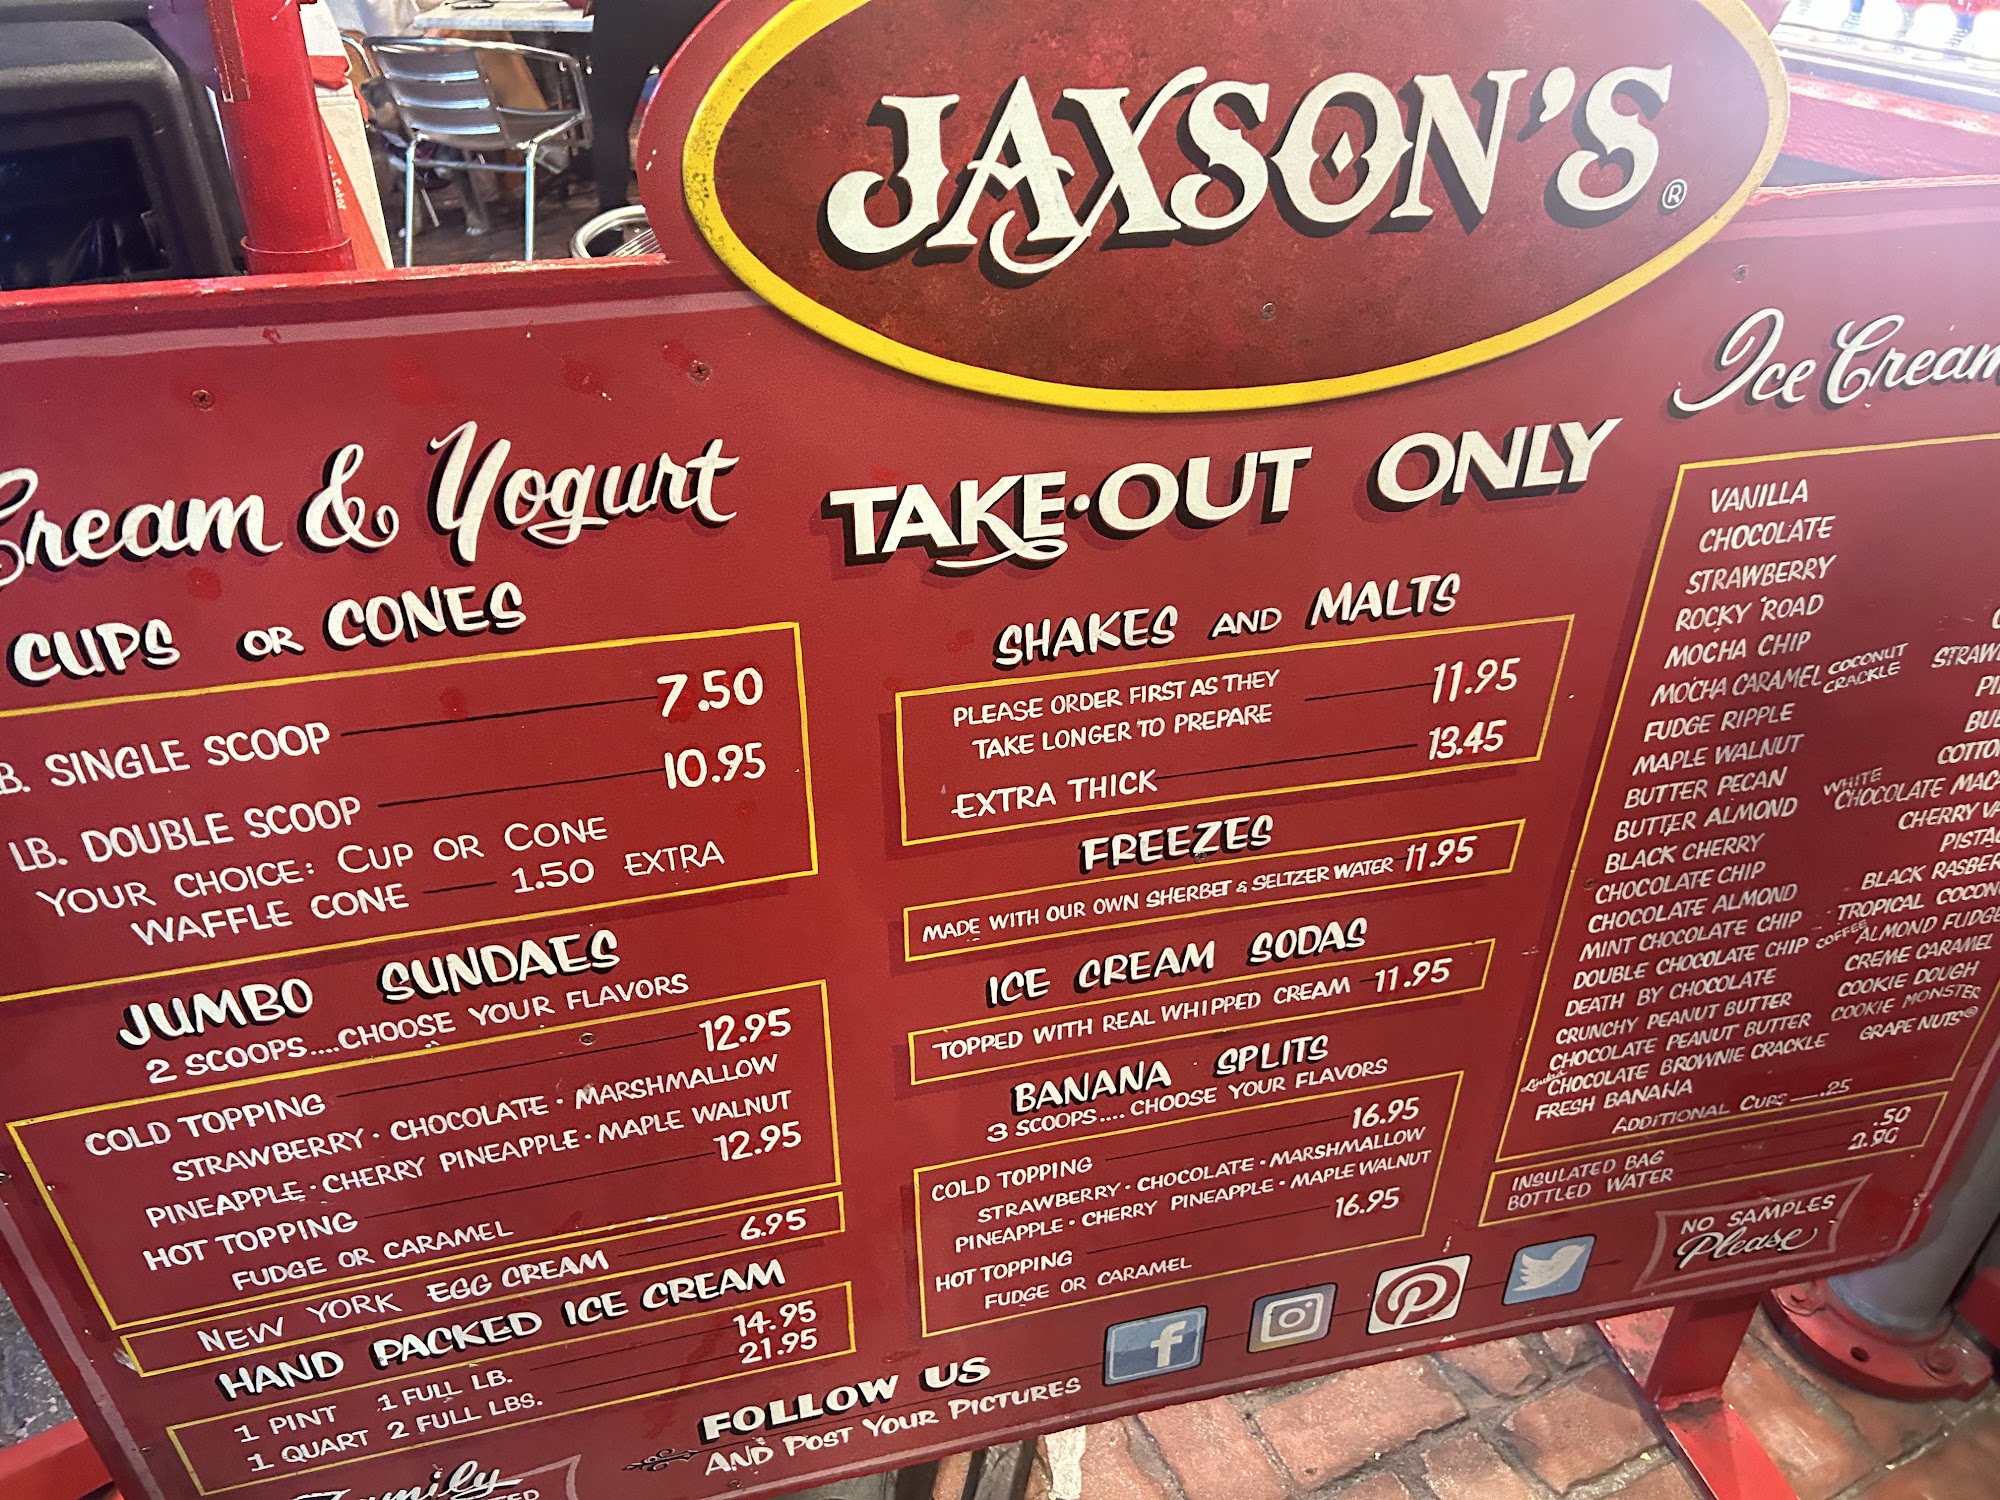 JAXSON'S®
Cream & Yogurt
CUPS OR CONES
LB. SINGLE SCOOP 7.50
LB. DOUBLE SCOOP 10.95
YOUR CHOICE: CUP OR CONE
WAFFLE CONE 1.50 EXTRA
JUMBO SUNDAES
2 SCOOPS....CHOOSE YOUR FLAVORS
COLD TOPPING 12.95
STRAWBERRY · CHOCOLATE · MARSHMALLOW
PINEAPPLE · CHERRY PINEAPPLE · MAPLE WALNUT
HOT TOPPING 12.95
FUDGE OR CARAMEL
NEW YORK EGG CREAM 6.95
HAND PACKED ICE CREAM
1 PINT 1 FULL LB. 14.95
1 QUART 2 FULL LBS. 21.95
Family
TAKE·OUT ONLY
SHAKES AND MALTS
PLEASE ORDER FIRST AS THEY 11.95
TAKE LONGER TO PREPARE
EXTRA THICK 13.45
FREEZES
MADE WITH OUR OWN SHERBET & SELTZER WATER 11.95
ICE CREAM SODAS
TOPPED WITH REAL WHIPPED CREAM 11.95
BANANA SPLITS
3 SCOOPS.... CHOOSE YOUR FLAVORS
COLD TOPPING 16.95
STRAWBERRY · CHOCOLATE · MARSHMALLOW
PINEAPPLE · CHERRY PINEAPPLE · MAPLE WALNUT
HOT TOPPING 16.95
FUDGE OR CARAMEL
FOLLOW US
AND POST YOUR PICTURES
Ice Cream
VANILLA
CHOCOLATE
STRAWBERRY
ROCKY ROAD
MOCHA CHIP
MOCHA CARAMEL COCONUT CRACKLE
FUDGE RIPPLE
MAPLE WALNUT
BUTTER PECAN
BUTTER ALMOND
BLACK CHERRY
CHOCOLATE CHIP
CHOCOLATE ALMOND
MINT CHOCOLATE CHIP
DOUBLE CHOCOLATE CHIP
DEATH BY CHOCOLATE
CRUNCHY PEANUT BUTTER
CHOCOLATE PEANUT BUTTER
Linda's CHOCOLATE BROWNIE CRACKLE
FRESH BANANA
WHITE CHOCOLATE
CHERRY
BLACK
TROPICAL
COFFEE ALMOND FUDGE
CREME CARAMEL
COOKIE DOUGH
COOKIE MONSTER
GRAPE NUTS®
ADDITIONAL CUPS .25
INSULATED BAG .50
BOTTLED WATER 2.90
NO SAMPLES
Please